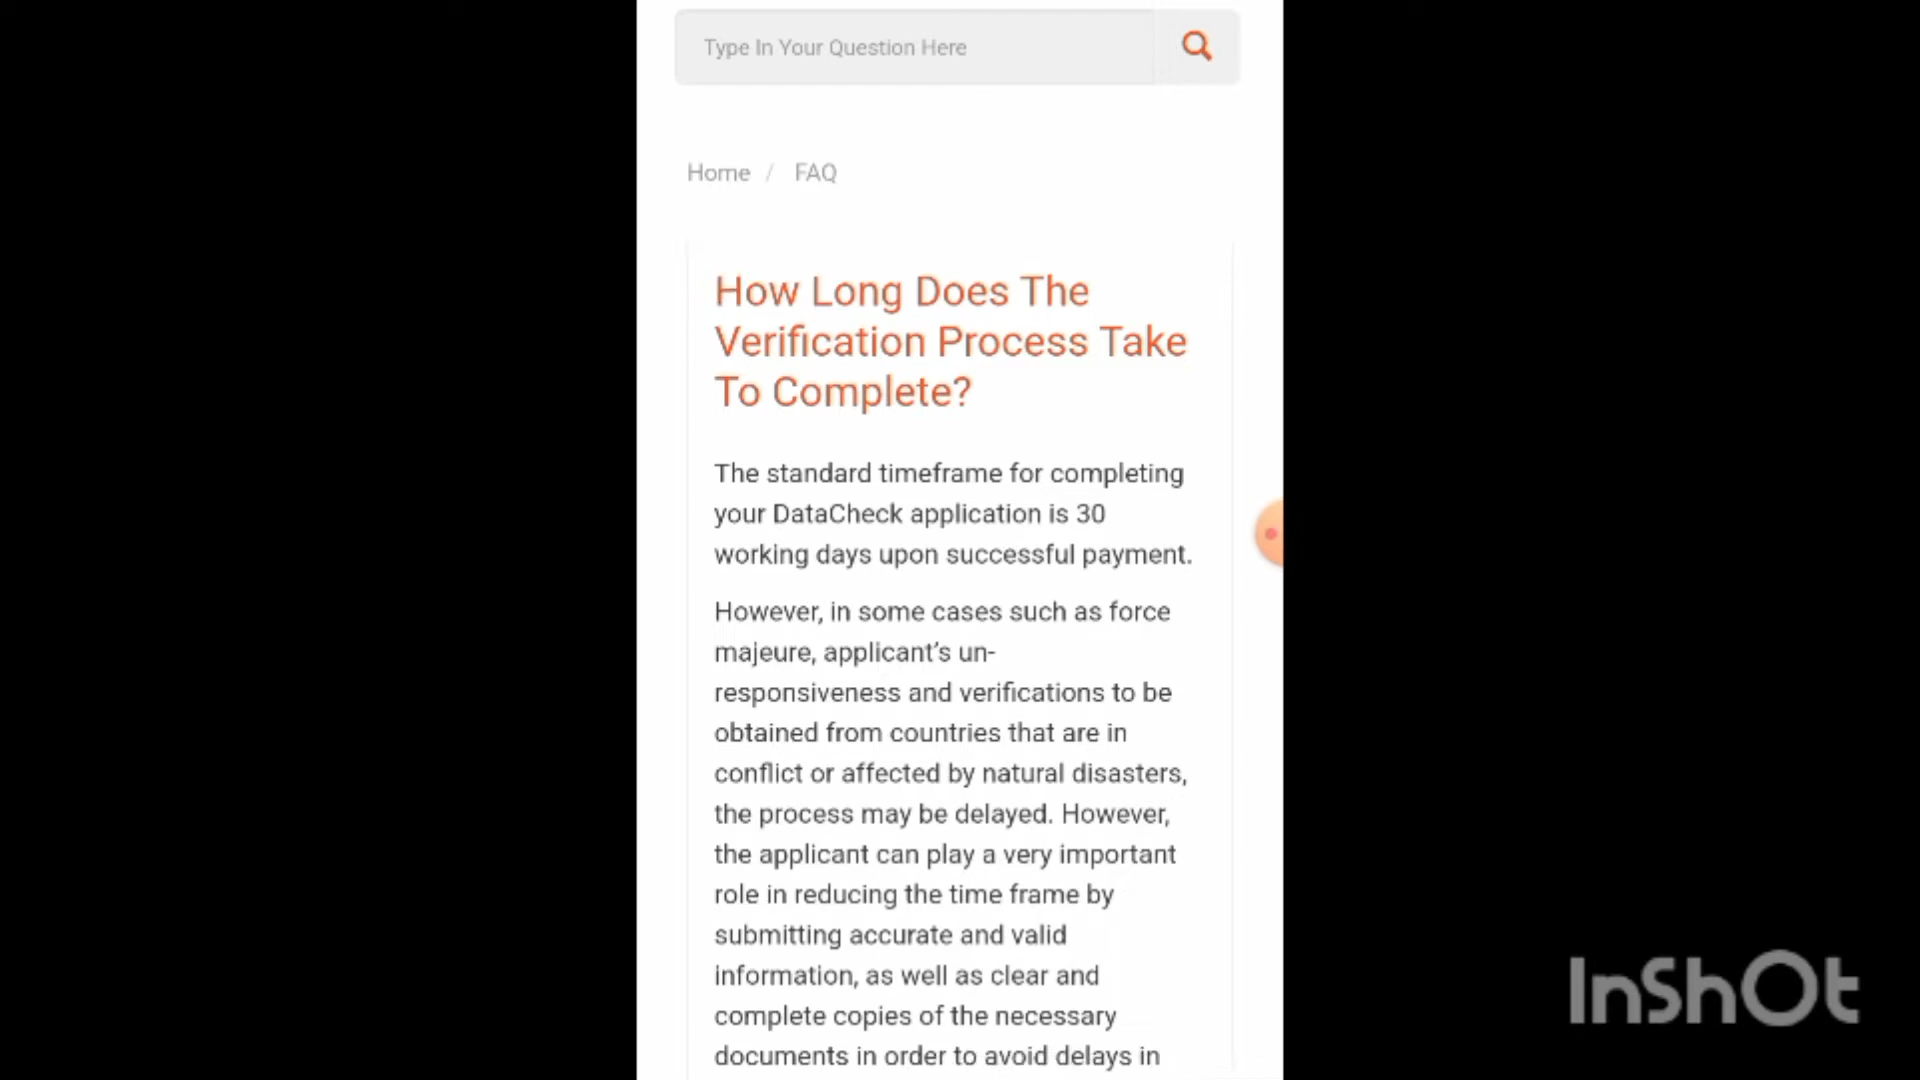 Type In Your Question Here
Home / FAQ
How Long Does The
Verification Process Take
To Complete?
The standard timeframe for completing
your DataCheck application is 30
working days upon successful payment.
However, in some cases such as force
majeure, applicant's un-
responsiveness and verifications to be
obtained from countries that are in
conflict or affected by natural disasters,
the process may be delayed. However,
the applicant can play a very important
role in reducing the time frame by
submitting accurate and valid
information, as well as clear and
complete copies of the necessary
documents in order to avoid delays in
InShOt